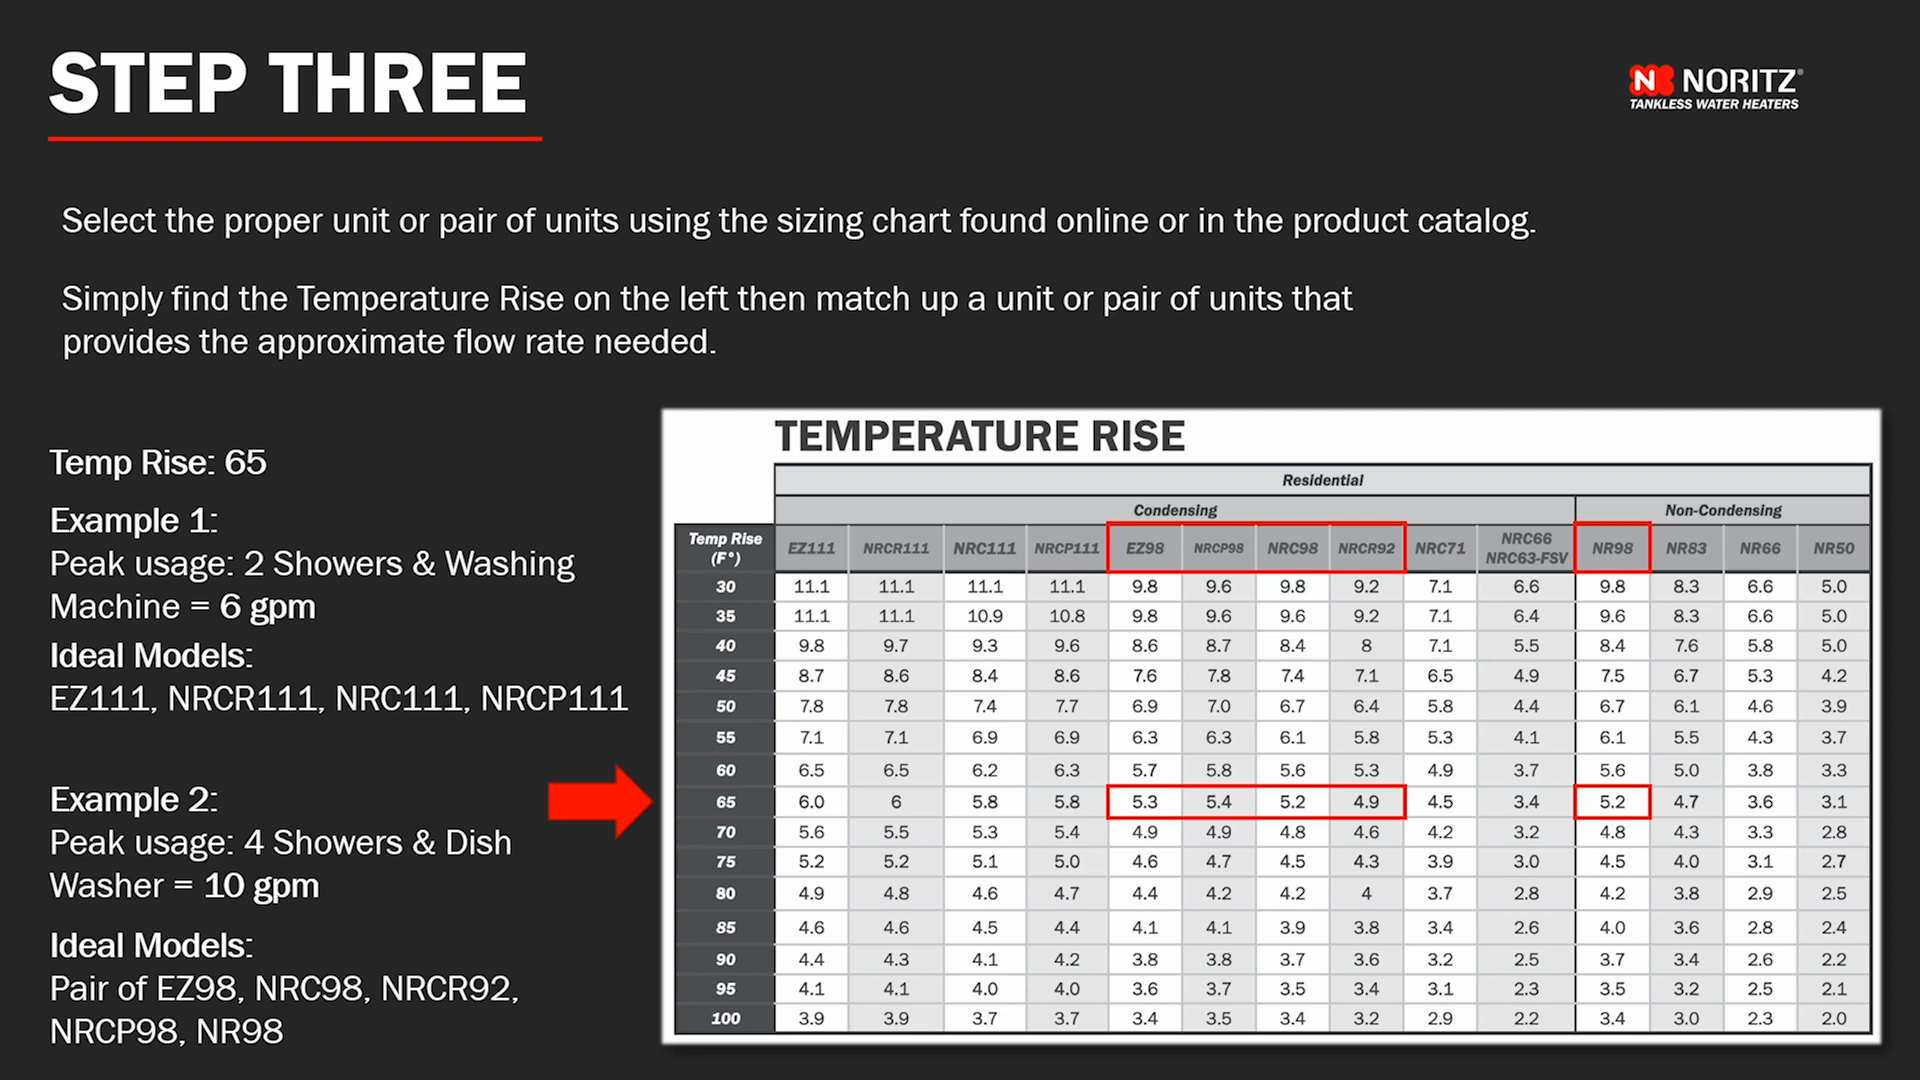 STEP THREE
NORITZ®
TANKLESS WATER HEATERS
Select the proper unit or pair of units using the sizing chart found online or in the product catalog.
Simply find the Temperature Rise on the left then match up a unit or pair of units that
provides the approximate flow rate needed.
Temp Rise: 65
Example 1:
Peak usage: 2 Showers & Washing
Machine = 6 gpm
Ideal Models:
EZ111, NRCR111, NRC111, NRCP111
Example 2:
Peak usage: 4 Showers & Dish
Washer = 10 gpm
Ideal Models:
Pair of EZ98, NRC98, NRCR92,
NRCP98, NR98
TEMPERATURE RISE
Residential
Condensing Non-Condensing
Temp Rise (F°) EZ111 NRCR111 NRC111 NRCP111 EZ98 NRCP98 NRC98 NRCR92 NRC71 NRC66 NRC63-FSV NR98 NR83 NR66 NR50
30 11.1 11.1 11.1 11.1 9.8 9.6 9.8 9.2 7.1 6.6 9.8 8.3 6.6 5.0
35 11.1 11.1 10.9 10.8 9.8 9.6 9.6 9.2 7.1 6.4 9.6 8.3 6.6 5.0
40 9.8 9.7 9.3 9.6 8.6 8.7 8.4 8 7.1 5.5 8.4 7.6 5.8 5.0
45 8.7 8.6 8.4 8.6 7.6 7.8 7.4 7.1 6.5 4.9 7.5 6.7 5.3 4.2
50 7.8 7.8 7.4 7.7 6.9 7.0 6.7 6.4 5.8 4.4 6.7 6.1 4.6 3.9
55 7.1 7.1 6.9 6.9 6.3 6.3 6.1 5.8 5.3 4.1 6.1 5.5 4.3 3.7
60 6.5 6.5 6.2 6.3 5.7 5.8 5.6 5.3 4.9 3.7 5.6 5.0 3.8 3.3
65 6.0 6 5.8 5.8 5.3 5.4 5.2 4.9 4.5 3.4 5.2 4.7 3.6 3.1
70 5.6 5.5 5.3 5.4 4.9 4.9 4.8 4.6 4.2 3.2 4.8 4.3 3.3 2.8
75 5.2 5.2 5.1 5.0 4.6 4.7 4.5 4.3 3.9 3.0 4.5 4.0 3.1 2.7
80 4.9 4.8 4.6 4.7 4.4 4.2 4.2 4 3.7 2.8 4.2 3.8 2.9 2.5
85 4.6 4.6 4.5 4.4 4.1 4.1 3.9 3.8 3.4 2.6 4.0 3.6 2.8 2.4
90 4.4 4.3 4.1 4.2 3.8 3.8 3.7 3.6 3.2 2.5 3.7 3.4 2.6 2.2
95 4.1 4.1 4.0 4.0 3.6 3.7 3.5 3.4 3.1 2.3 3.5 3.2 2.5 2.1
100 3.9 3.9 3.7 3.7 3.4 3.5 3.4 3.2 2.9 2.2 3.4 3.0 2.3 2.0